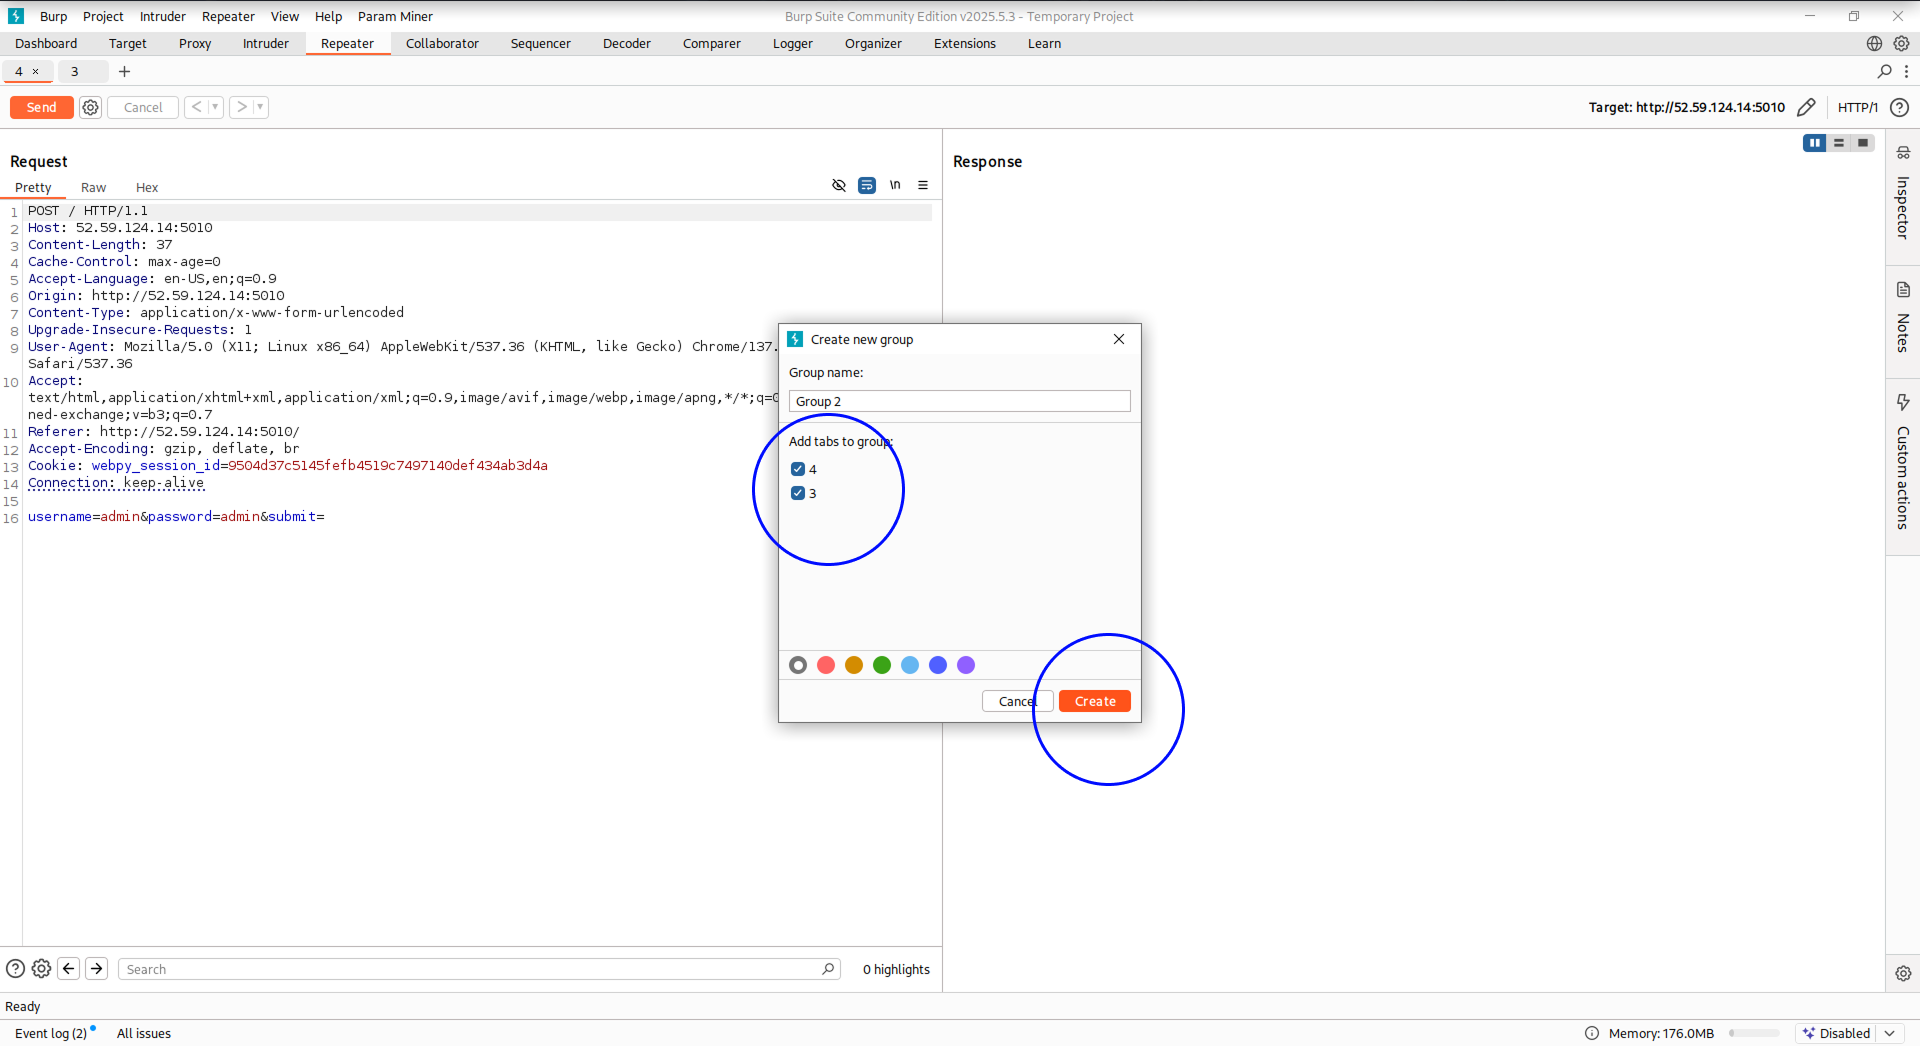 Burp Project Intruder Repeater View Help Param Miner Burp Suite Community Edition v2025.5.3 - Temporary Project
Dashboard Target Proxy Intruder Repeater Collaborator Sequencer Decoder Comparer Logger Organizer Extensions Learn
4 × 3 +
Send Cancel < > Target: http://52.59.124.14:5010 HTTP/1 ?
Request
Response
Pretty Raw Hex \n
1 POST / HTTP/1.1
2 Host: 52.59.124.14:5010
3 Content-Length: 37
4 Cache-Control: max-age=0
5 Accept-Language: en-US,en;q=0.9
6 Origin: http://52.59.124.14:5010
7 Content-Type: application/x-www-form-urlencoded
8 Upgrade-Insecure-Requests: 1
9 User-Agent: Mozilla/5.0 (X11; Linux x86_64) AppleWebKit/537.36 (KHTML, like Gecko) Chrome/137.
Safari/537.36
10 Accept:
text/html,application/xhtml+xml,application/xml;q=0.9,image/avif,image/webp,image/apng,*/*;q=
ned-exchange;v=b3;q=0.7
11 Referer: http://52.59.124.14:5010/
12 Accept-Encoding: gzip, deflate, br
13 Cookie: webpy_session_id=9504d37c5145fefb4519c7497140def434ab3d4a
14 Connection: keep-alive
15
16 username=admin&password=admin&submit=
Create new group
Group name:
Group 2
Add tabs to group:
4
3
Cancel Create
Inspector
Notes
Custom actions
? Search 0 highlights
Ready
Event log (2) All issues Memory: 176.0MB Disabled